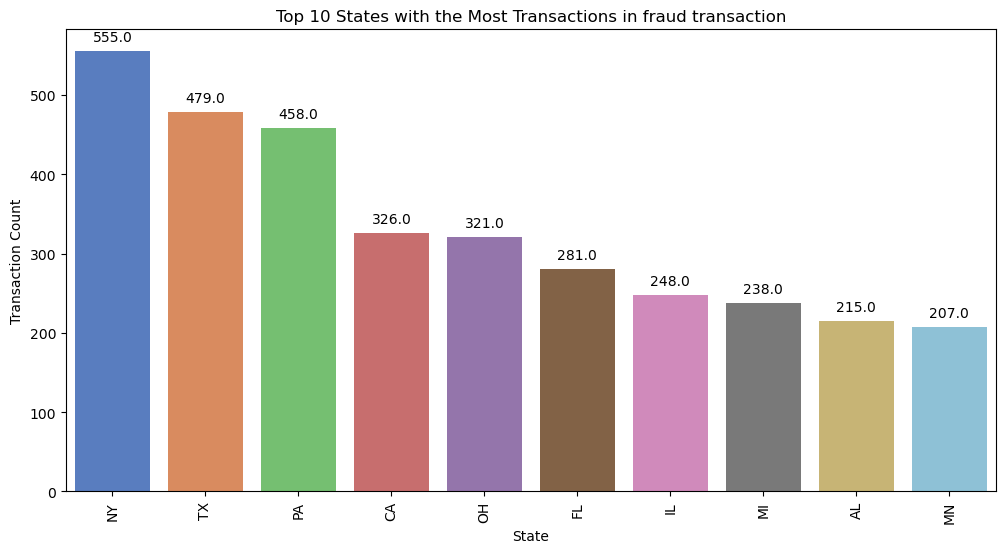 Top 10 States with the Most Transactions in fraud transaction
555.0
479.0
458.0
326.0
321.0
281.0
248.0
238.0
215.0
207.0
Transaction Count
500
400
300
200
100
0
NY
TX
PA
CA
OH
FL
IL
MI
AL
MN
State